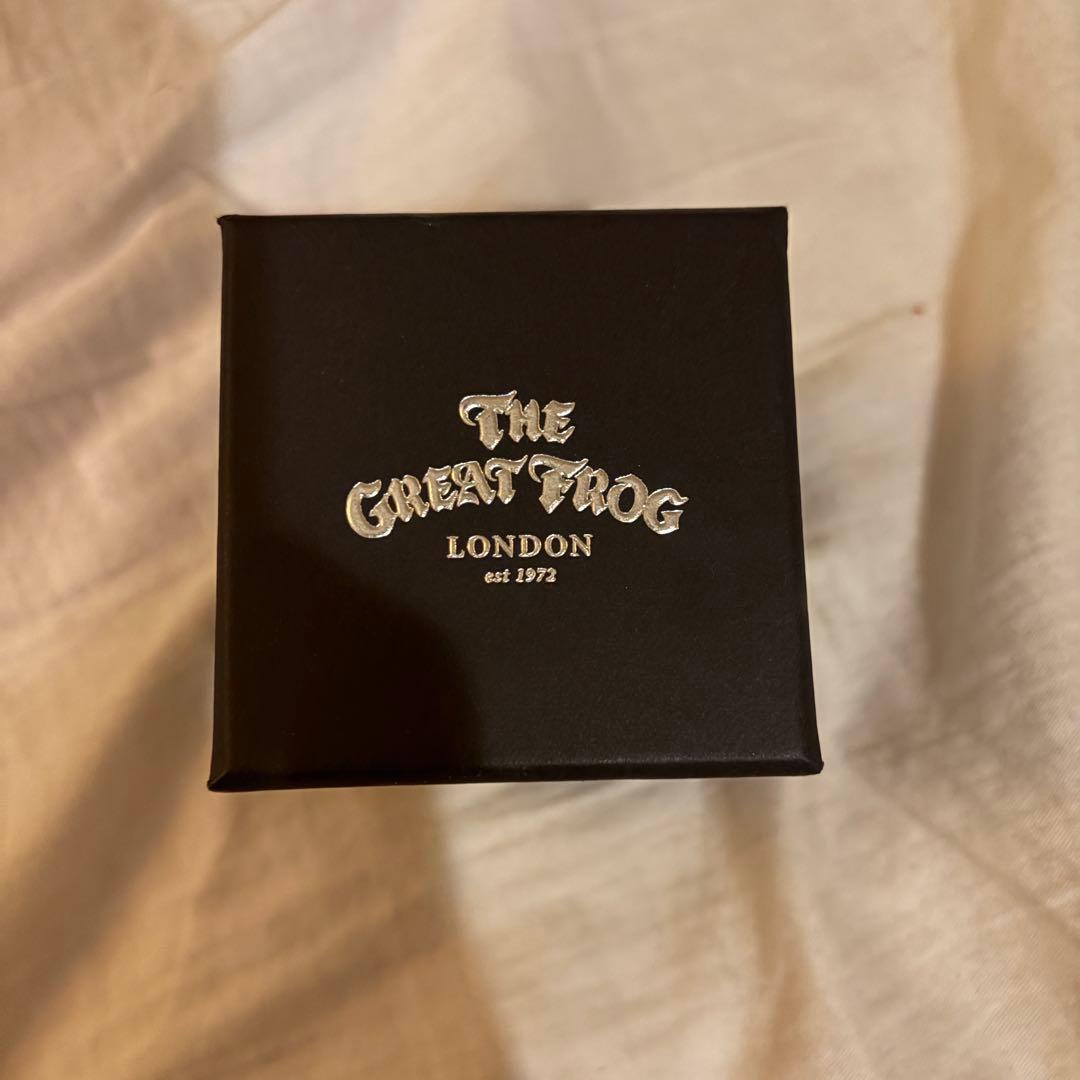 THE
GREAT FROG
LONDON
est 1972